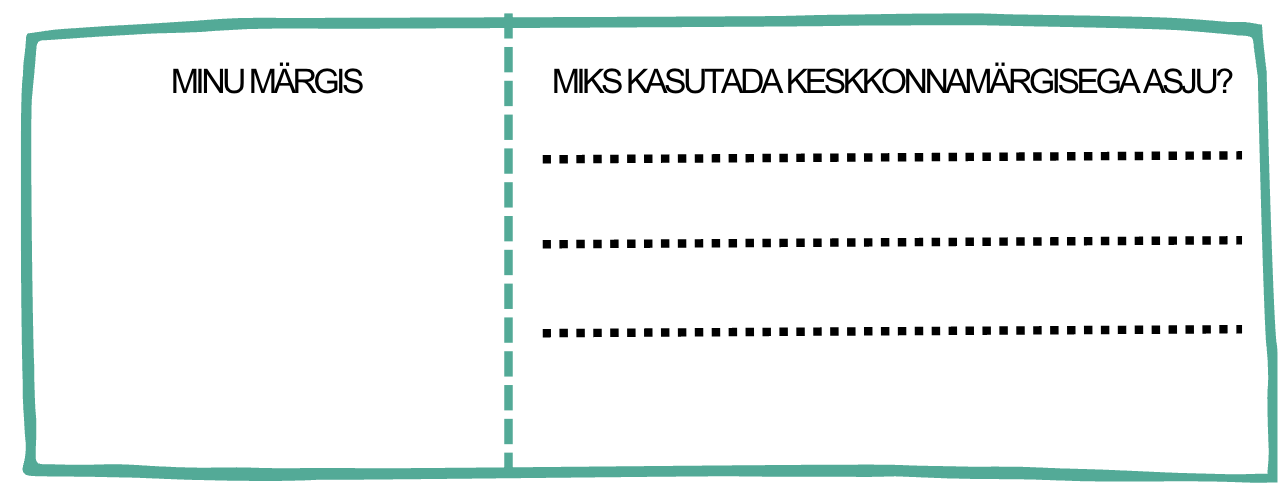 MINU MÄRGIS
MIKS KASUTADA KESKKONNAMÄRGISEGA ASJU?